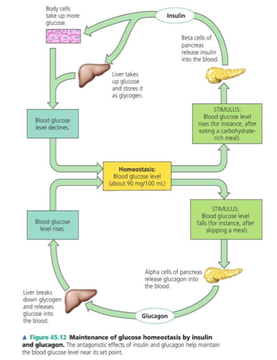 Body cells
take up more
glucose.
Insulin
Beta cells of
pancreas
release insulin
into the blood.
Liver takes
up glucose
and stores it
as glycogen.
Blood glucose
level declines.
STIMULUS:
Blood glucose level
rises (for instance, after
eating a carbohydrate-
rich meal).
Homeostasis:
Blood glucose level
(about 90 mg/100 mL)
Blood glucose
level rises.
STIMULUS:
Blood glucose level
falls (for instance, after
skipping a meal).
Alpha cells of pancreas
release glucagon into
the blood.
Liver breaks
down glycogen
and releases
glucose into
the blood.
Glucagon
▲ Figure 45.12 Maintenance of glucose homeostasis by insulin
and glucagon. The antagonistic effects of insulin and glucagon help maintain
the blood glucose level near its set point.